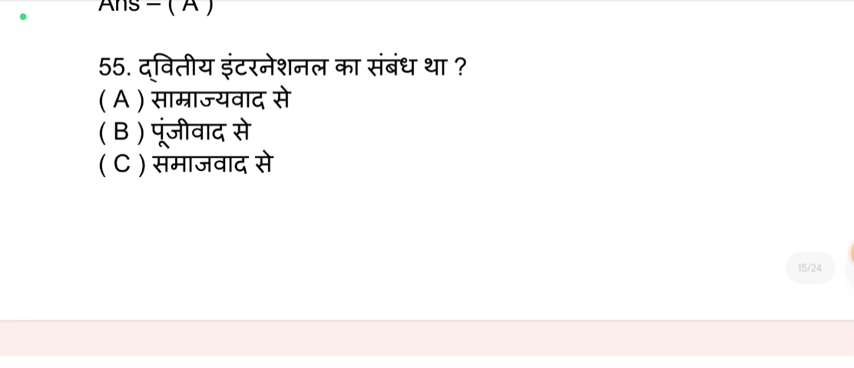 Ans – ( A )
55. द्वितीय इंटरनेशनल का संबंध था ?
( A ) साम्राज्यवाद से
( B ) पूंजीवाद से
( C ) समाजवाद से
15/24